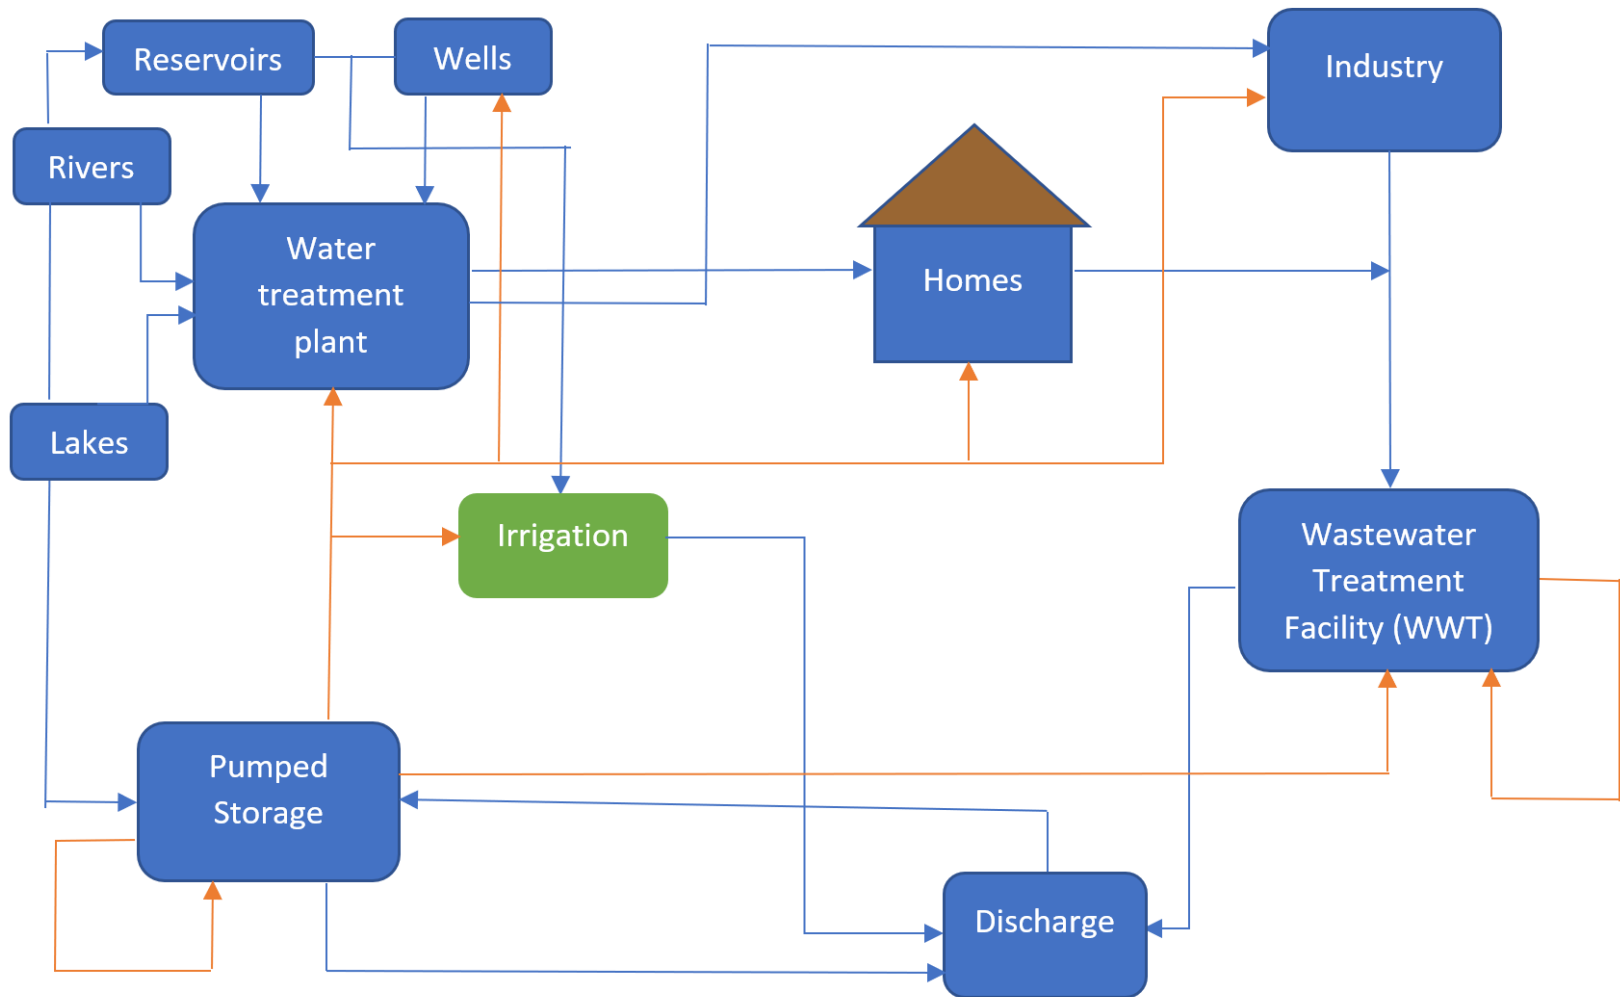 Reservoirs
Wells
Industry
Rivers
Water
treatment
plant
Homes
Lakes
Irrigation
Wastewater
Treatment
Facility (WWT)
Pumped
Storage
Discharge